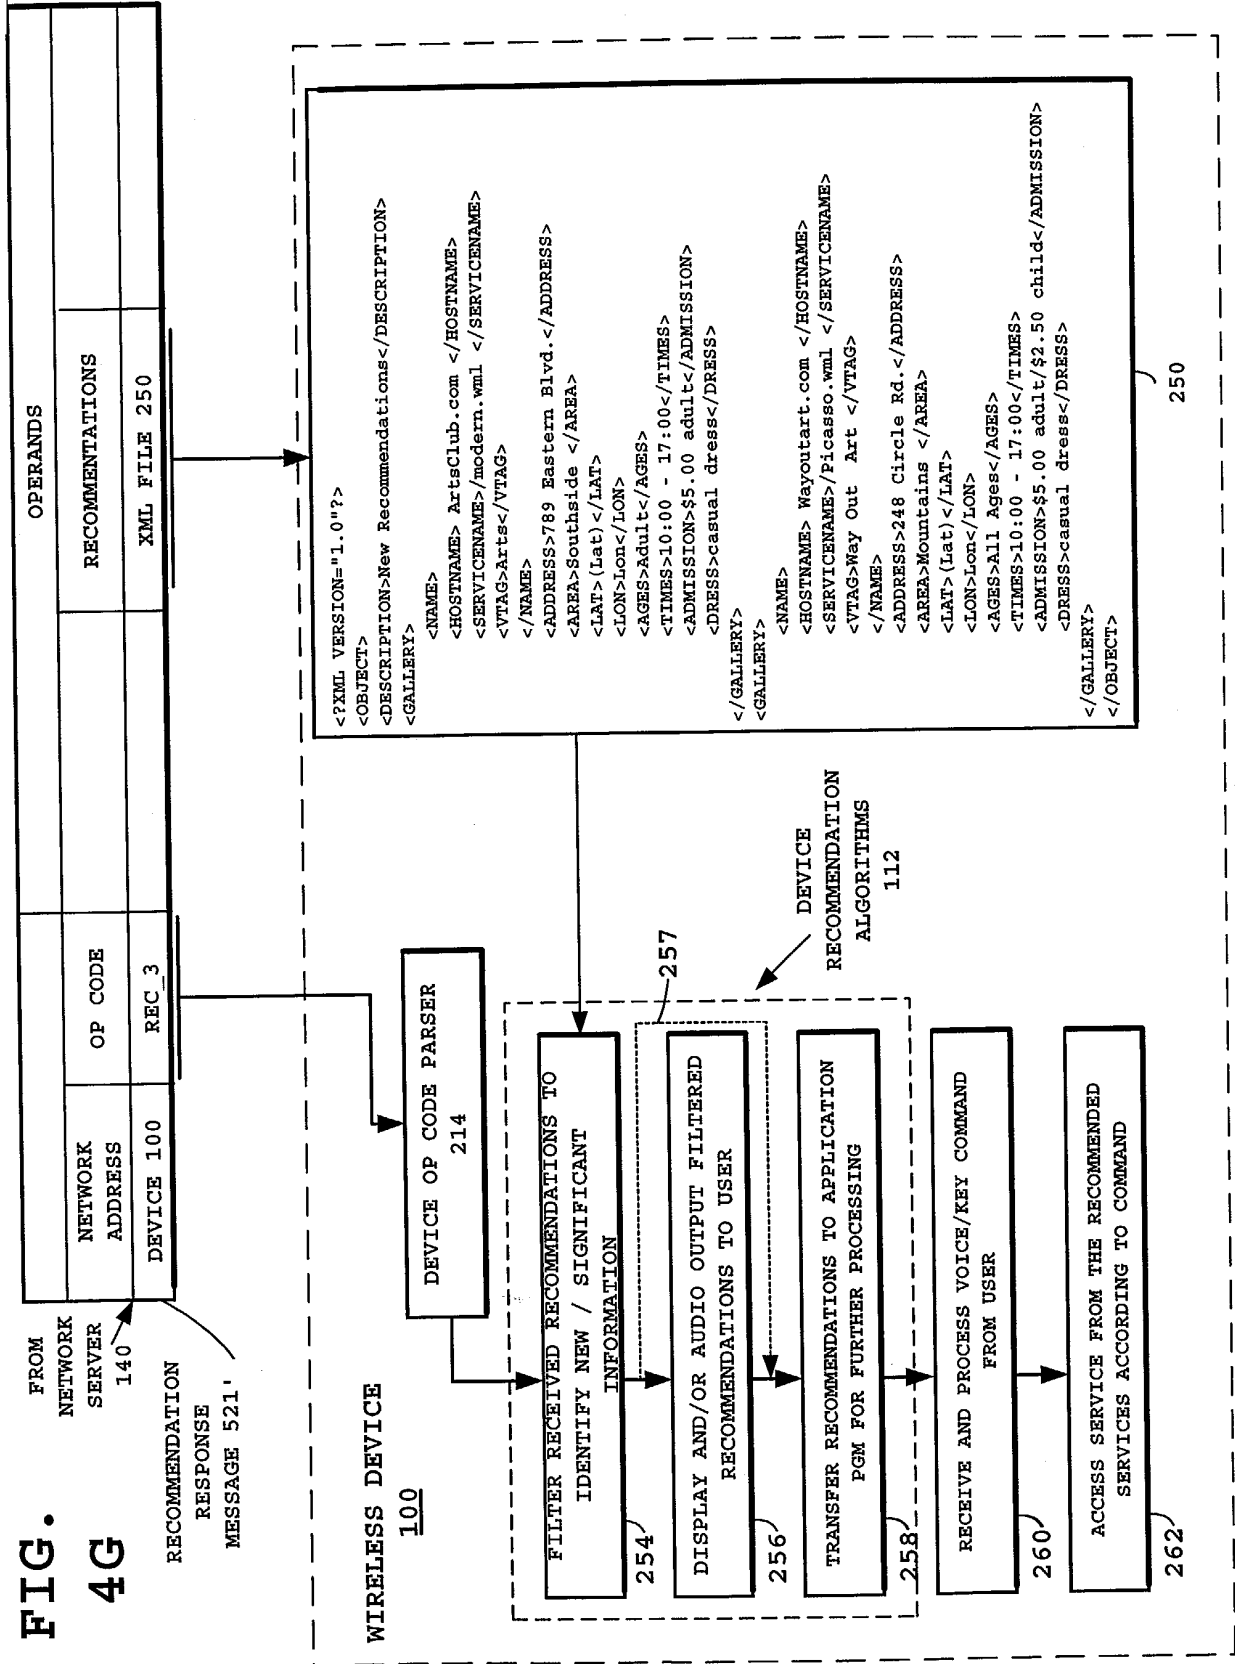 FIG.
4G
FROM
NETWORK
SERVER
140
RECOMMENDATION
RESPONSE
MESSAGE 521'
OPERANDS
NETWORK
ADDRESS
OP CODE
RECOMMENTATIONS
DEVICE 100
REC_3
XML FILE 250
WIRELESS DEVICE
100
DEVICE OP CODE PARSER
214
FILTER RECEIVED RECOMMENDATIONS TO
IDENTIFY NEW / SIGNIFICANT
INFORMATION
254
257
DISPLAY AND/OR AUDIO OUTPUT FILTERED
RECOMMENDATIONS TO USER
256
TRANSFER RECOMMENDATIONS TO APPLICATION
PGM FOR FURTHER PROCESSING
258
RECEIVE AND PROCESS VOICE/KEY COMMAND
FROM USER
260
ACCESS SERVICE FROM THE RECOMMENDED
SERVICES ACCORDING TO COMMAND
262
DEVICE
RECOMMENDATION
ALGORITHMS
112
<?XML VERSION="1.0"?>
<OBJECT>
<DESCRIPTION>New Recommendations</DESCRIPTION>
<GALLERY>
<NAME>
<HOSTNAME> ArtsClub.com </HOSTNAME>
<SERVICENAME>/modern.wml </SERVICENAME>
<VTAG>Arts</VTAG>
</NAME>
<ADDRESS>789 Eastern Blvd.</ADDRESS>
<AREA>Southside </AREA>
<LAT>(Lat)</LAT>
<LON>Lon</LON>
<AGES>Adult</AGES>
<TIMES>10:00 - 17:00</TIMES>
<ADMISSION>$5.00 adult</ADMISSION>
<DRESS>casual dress</DRESS>
</GALLERY>
<GALLERY>
<NAME>
<HOSTNAME> Wayoutart.com </HOSTNAME>
<SERVICENAME>/Picasso.wml </SERVICENAME>
<VTAG>Way Out Art </VTAG>
</NAME>
<ADDRESS>248 Circle Rd.</ADDRESS>
<AREA>Mountains </AREA>
<LAT>(Lat)</LAT>
<LON>Lon</LON>
<AGES>All Ages</AGES>
<TIMES>10:00 - 17:00</TIMES>
<ADMISSION>$5.00 adult/$2.50 child</ADMISSION>
<DRESS>casual dress</DRESS>
</GALLERY>
</OBJECT>
250